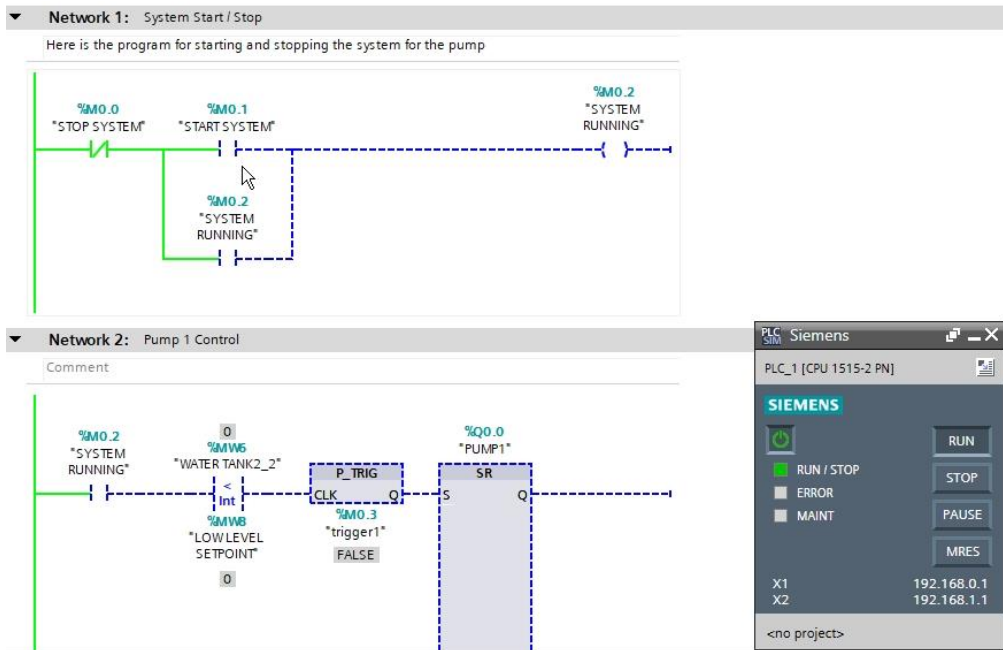 Network 1: System Start / Stop
Here is the program for starting and stopping the system for the pump
%M0.0
"STOP SYSTEM"
%M0.1
"START SYSTEM"
%M0.2
"SYSTEM
RUNNING"
%M0.2
"SYSTEM
RUNNING"
Network 2: Pump 1 Control
Comment
%M0.2
"SYSTEM
RUNNING"
0
%MW6
"WATER TANK2_2"
<
Int
%MW8
"LOW LEVEL
SETPOINT"
0
P_TRIG
CLK Q
%M0.3
"trigger1"
FALSE
%Q0.0
"PUMP1"
SR
S Q
PLC SIM Siemens
PLC_1 [CPU 1515-2 PN]
SIEMENS
RUN
RUN / STOP
STOP
ERROR
MAINT
PAUSE
MRES
X1 192.168.0.1
X2 192.168.1.1
<no project>